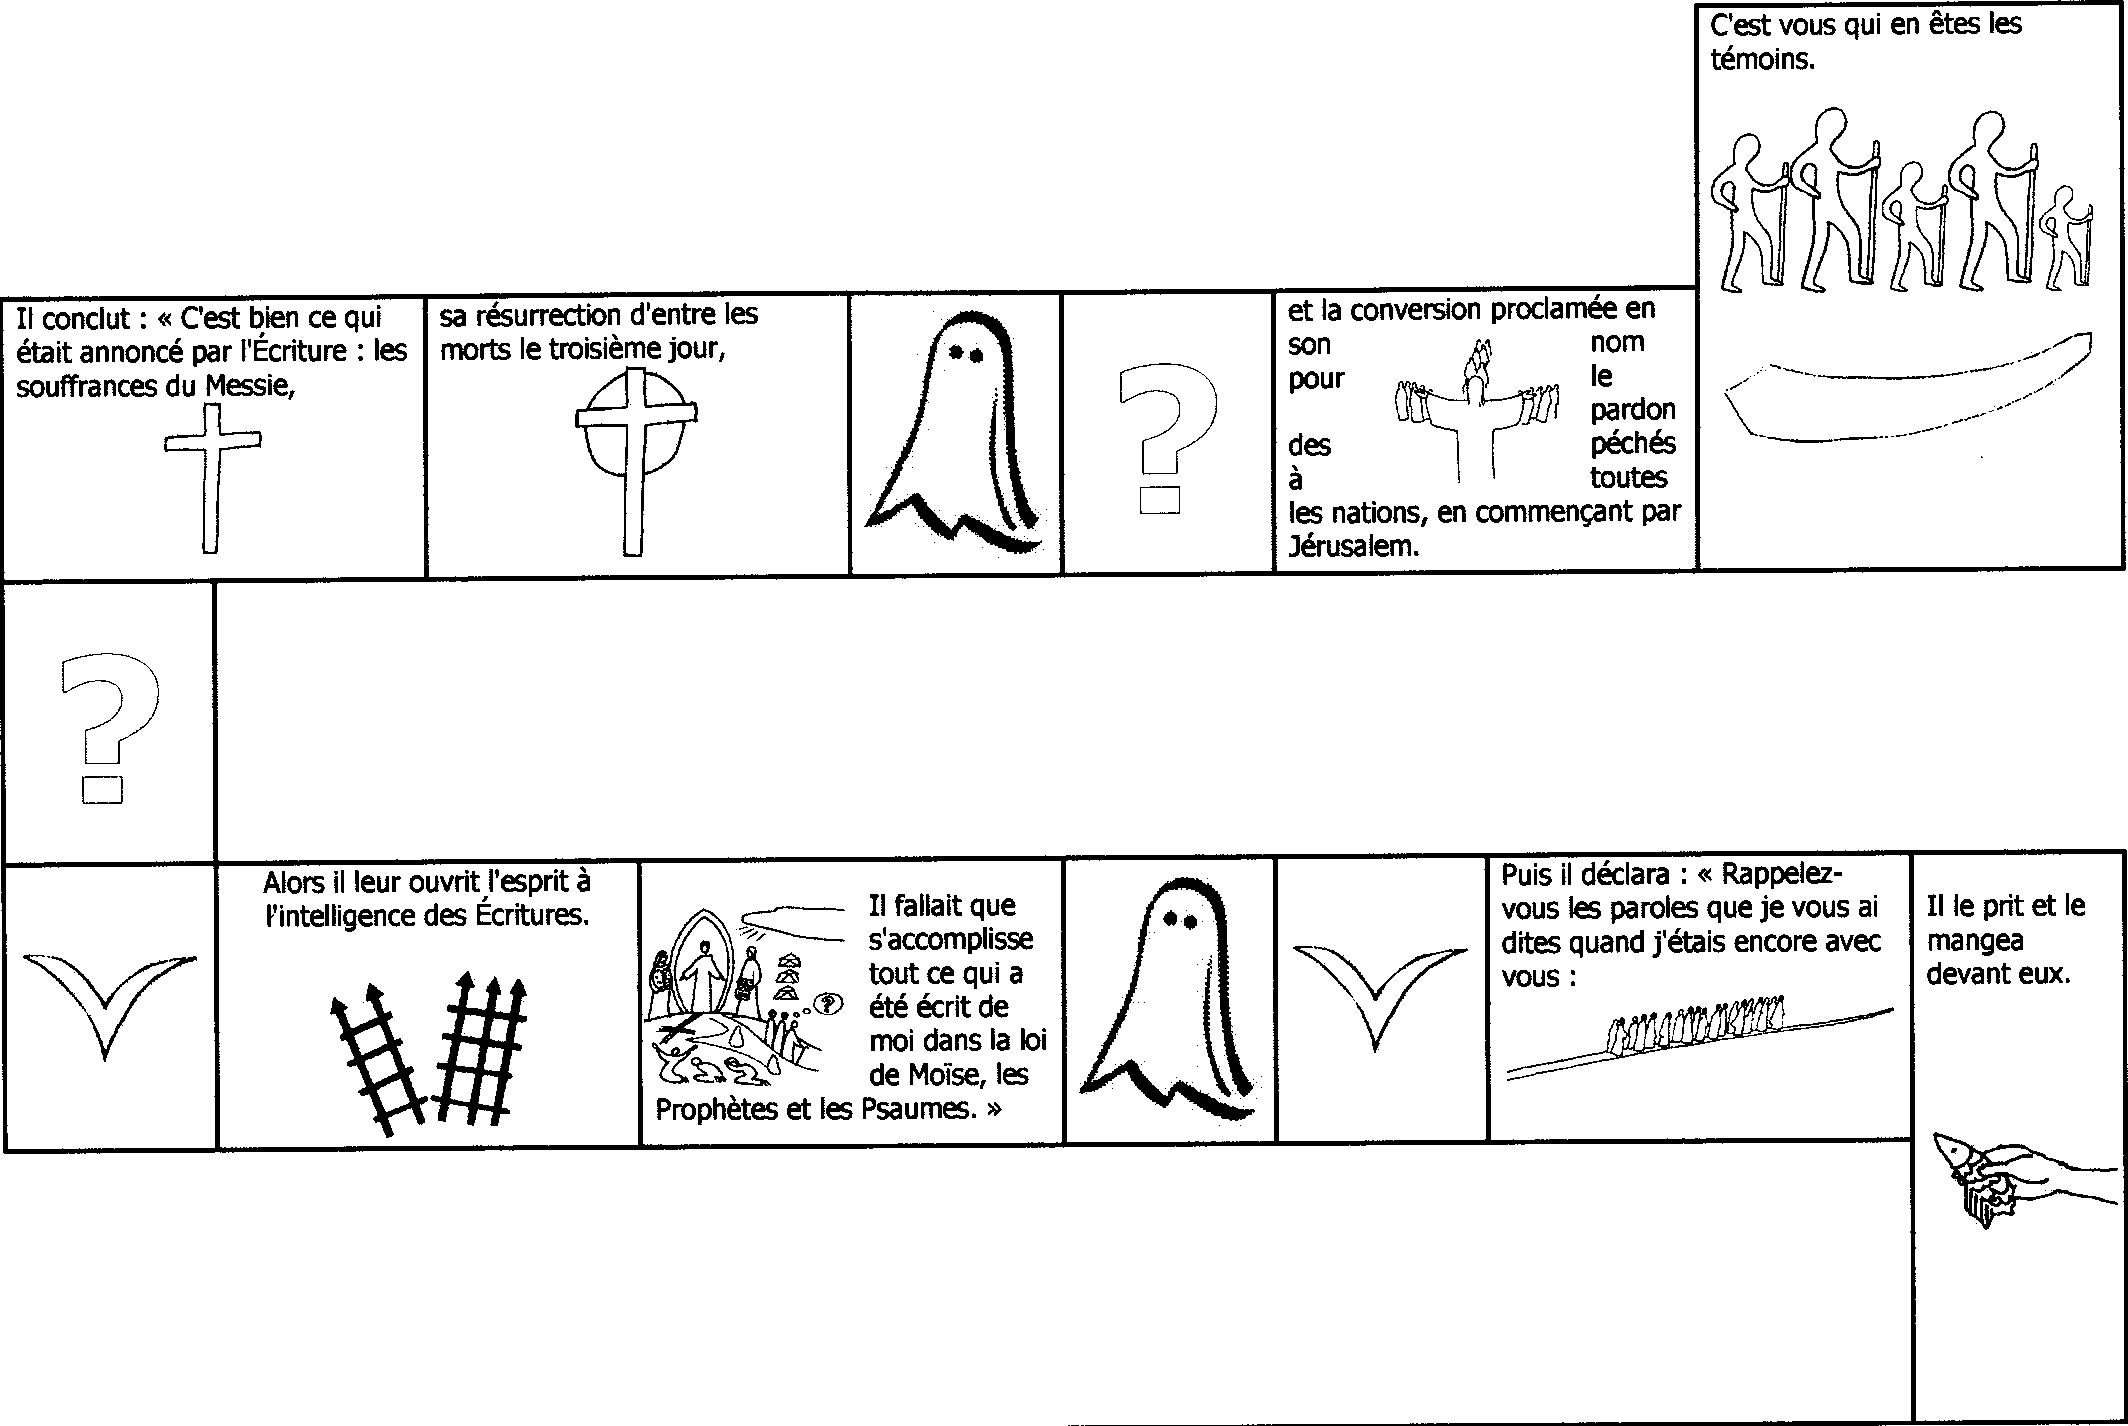 C'est vous qui en êtes les
témoins.
Il conclut : « C'est bien ce qui
était annoncé par l'Écriture : les
souffrances du Messie,
sa résurrection d'entre les
morts le troisième jour,
?
et la conversion proclamée en
son nom
pour le
pardon
des péchés
à toutes
les nations, en commençant par
Jérusalem.
?
Alors il leur ouvrit l'esprit à
l'intelligence des Écritures.
?
Il fallait que
s'accomplisse
tout ce qui a
été écrit de
moi dans la loi
de Moïse, les
Prophètes et les Psaumes. »
Puis il déclara : « Rappelez-
vous les paroles que je vous ai
dites quand j'étais encore avec
vous :
Il le prit et le
mangea
devant eux.